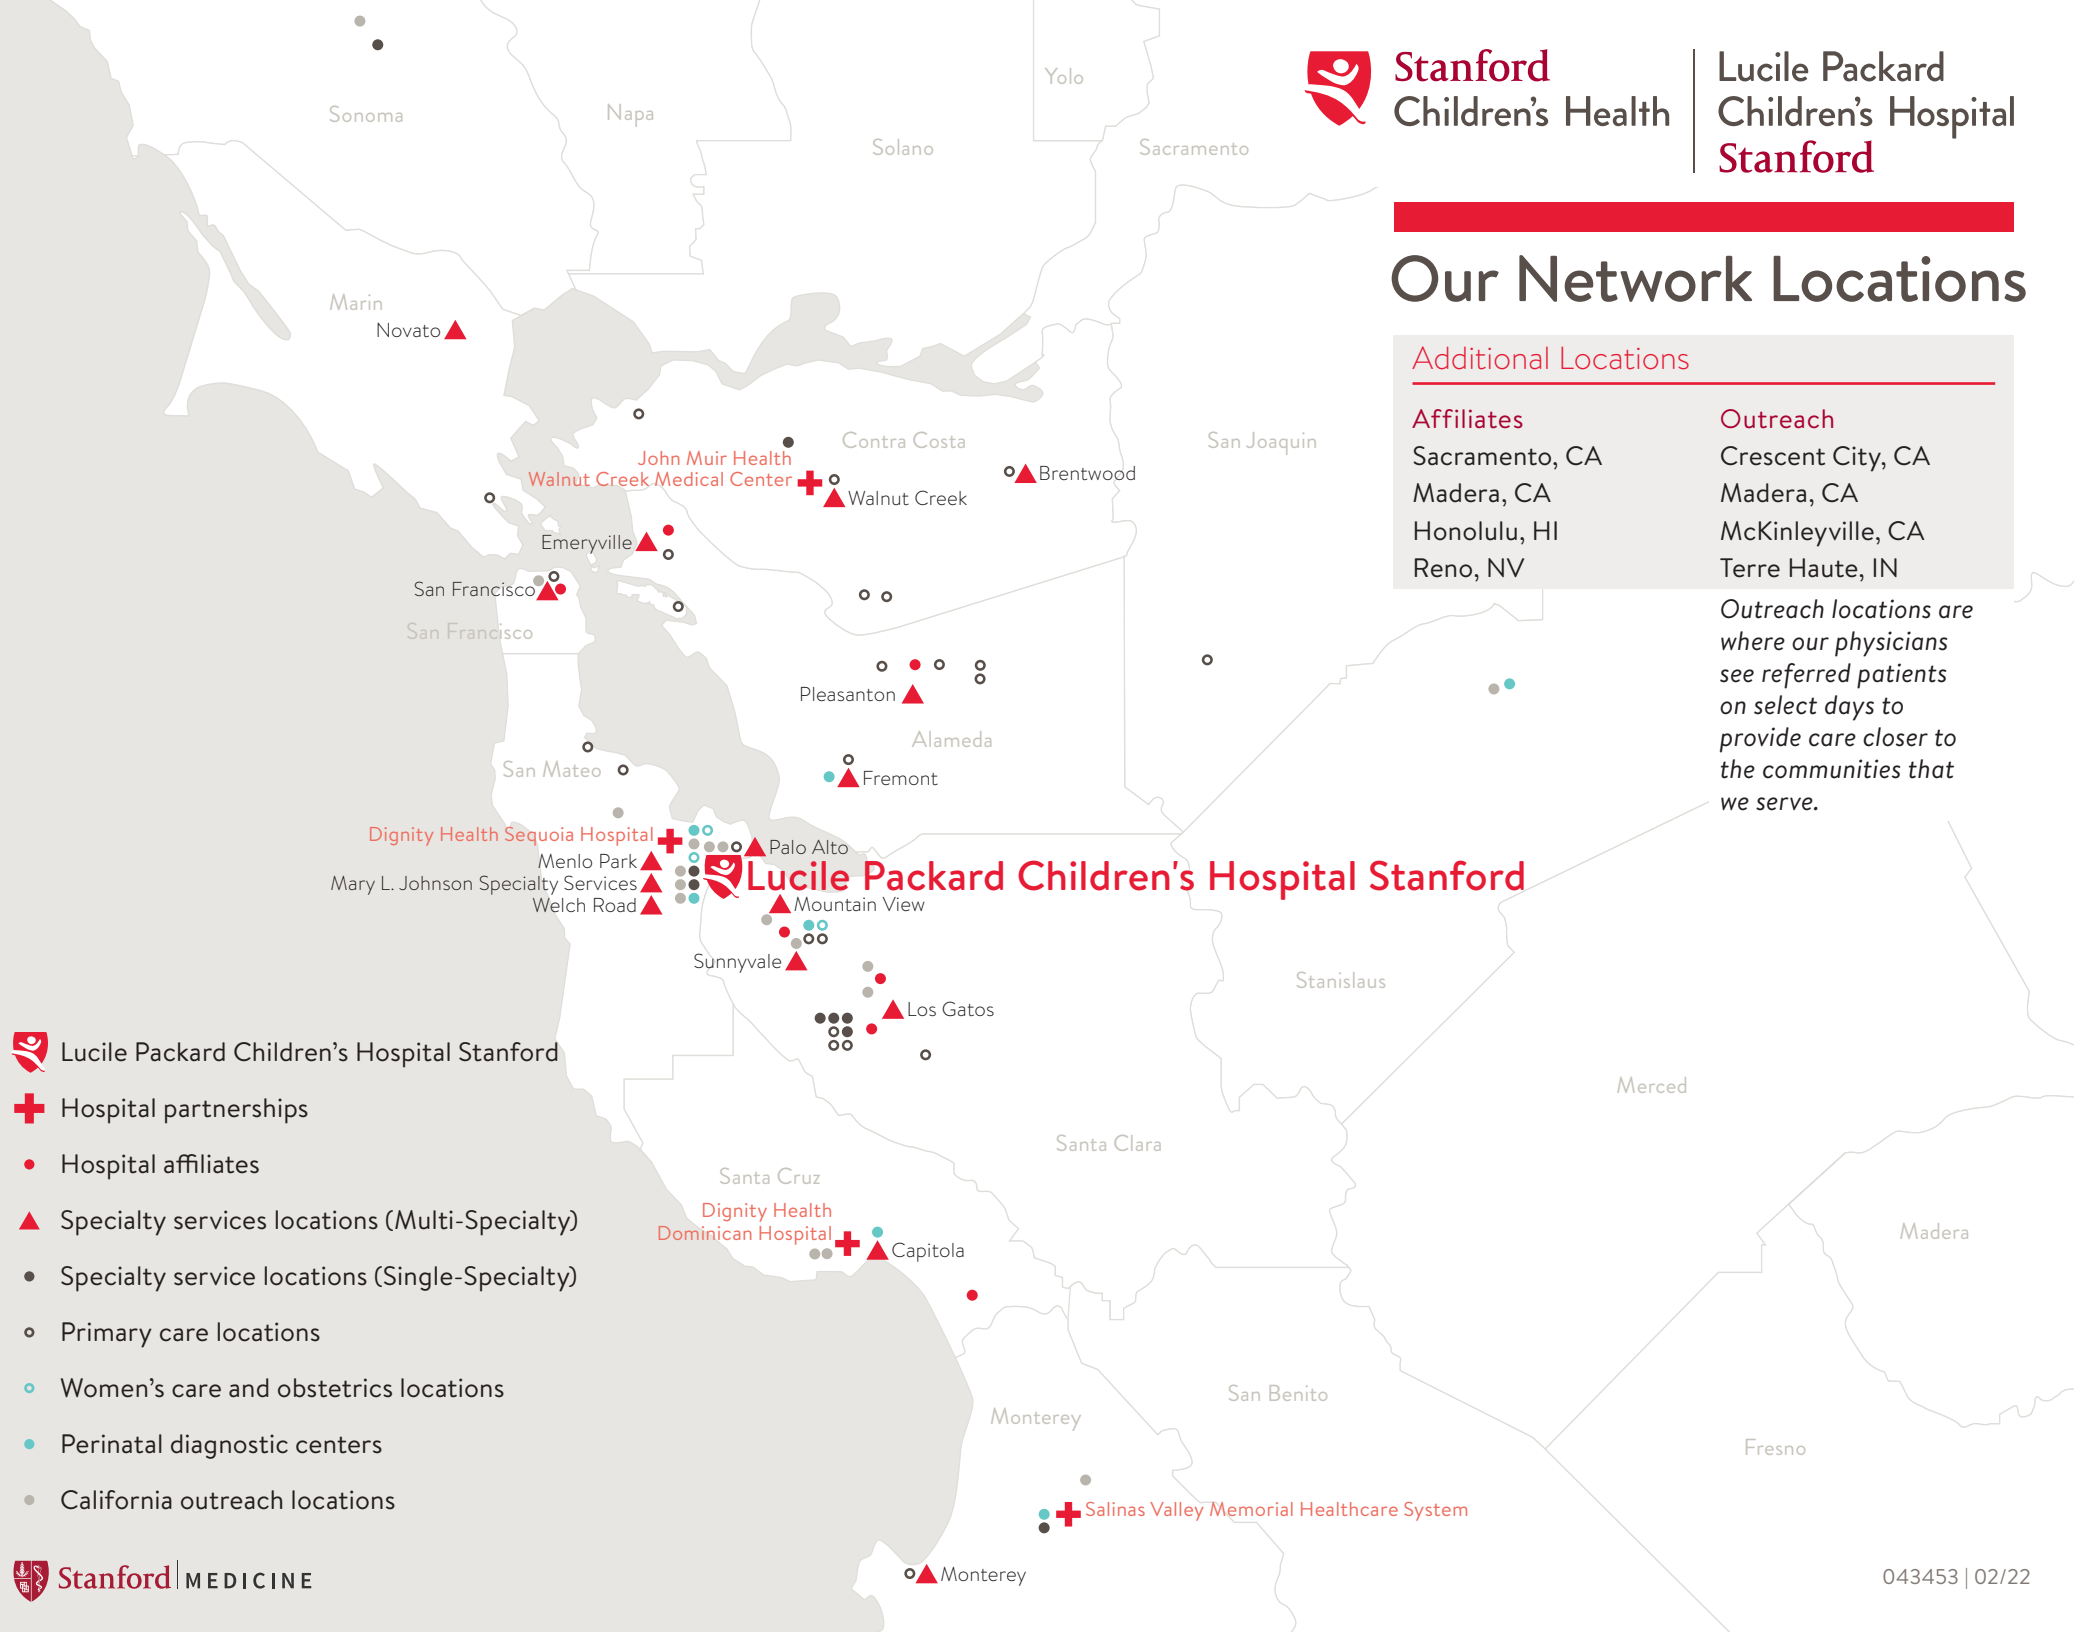 Stanford
Children's Health
Lucile Packard
Children's Hospital
Stanford
Our Network Locations
Additional Locations
Affiliates
Sacramento, CA
Madera, CA
Honolulu, HI
Reno, NV
Outreach
Crescent City, CA
Madera, CA
McKinleyville, CA
Terre Haute, IN
Outreach locations are
where our physicians
see referred patients
on select days to
provide care closer to
the communities that
we serve.
Yolo
Sonoma
Napa
Solano
Sacramento
Marin
Novato
Contra Costa
San Joaquin
John Muir Health
Walnut Creek Medical Center
Brentwood
Walnut Creek
Emeryville
San Francisco
San Francisco
Pleasanton
Alameda
San Mateo
Fremont
Dignity Health Sequoia Hospital
Palo Alto
Menlo Park
Lucile Packard Children's Hospital Stanford
Mary L. Johnson Specialty Services
Welch Road
Mountain View
Sunnyvale
Stanislaus
Los Gatos
Merced
Santa Clara
Santa Cruz
Dignity Health
Dominican Hospital
Capitola
Madera
San Benito
Monterey
Fresno
Salinas Valley Memorial Healthcare System
Monterey
Lucile Packard Children's Hospital Stanford
Hospital partnerships
Hospital affiliates
Specialty services locations (Multi-Specialty)
Specialty service locations (Single-Specialty)
Primary care locations
Women's care and obstetrics locations
Perinatal diagnostic centers
California outreach locations
Stanford MEDICINE
043453 | 02/22